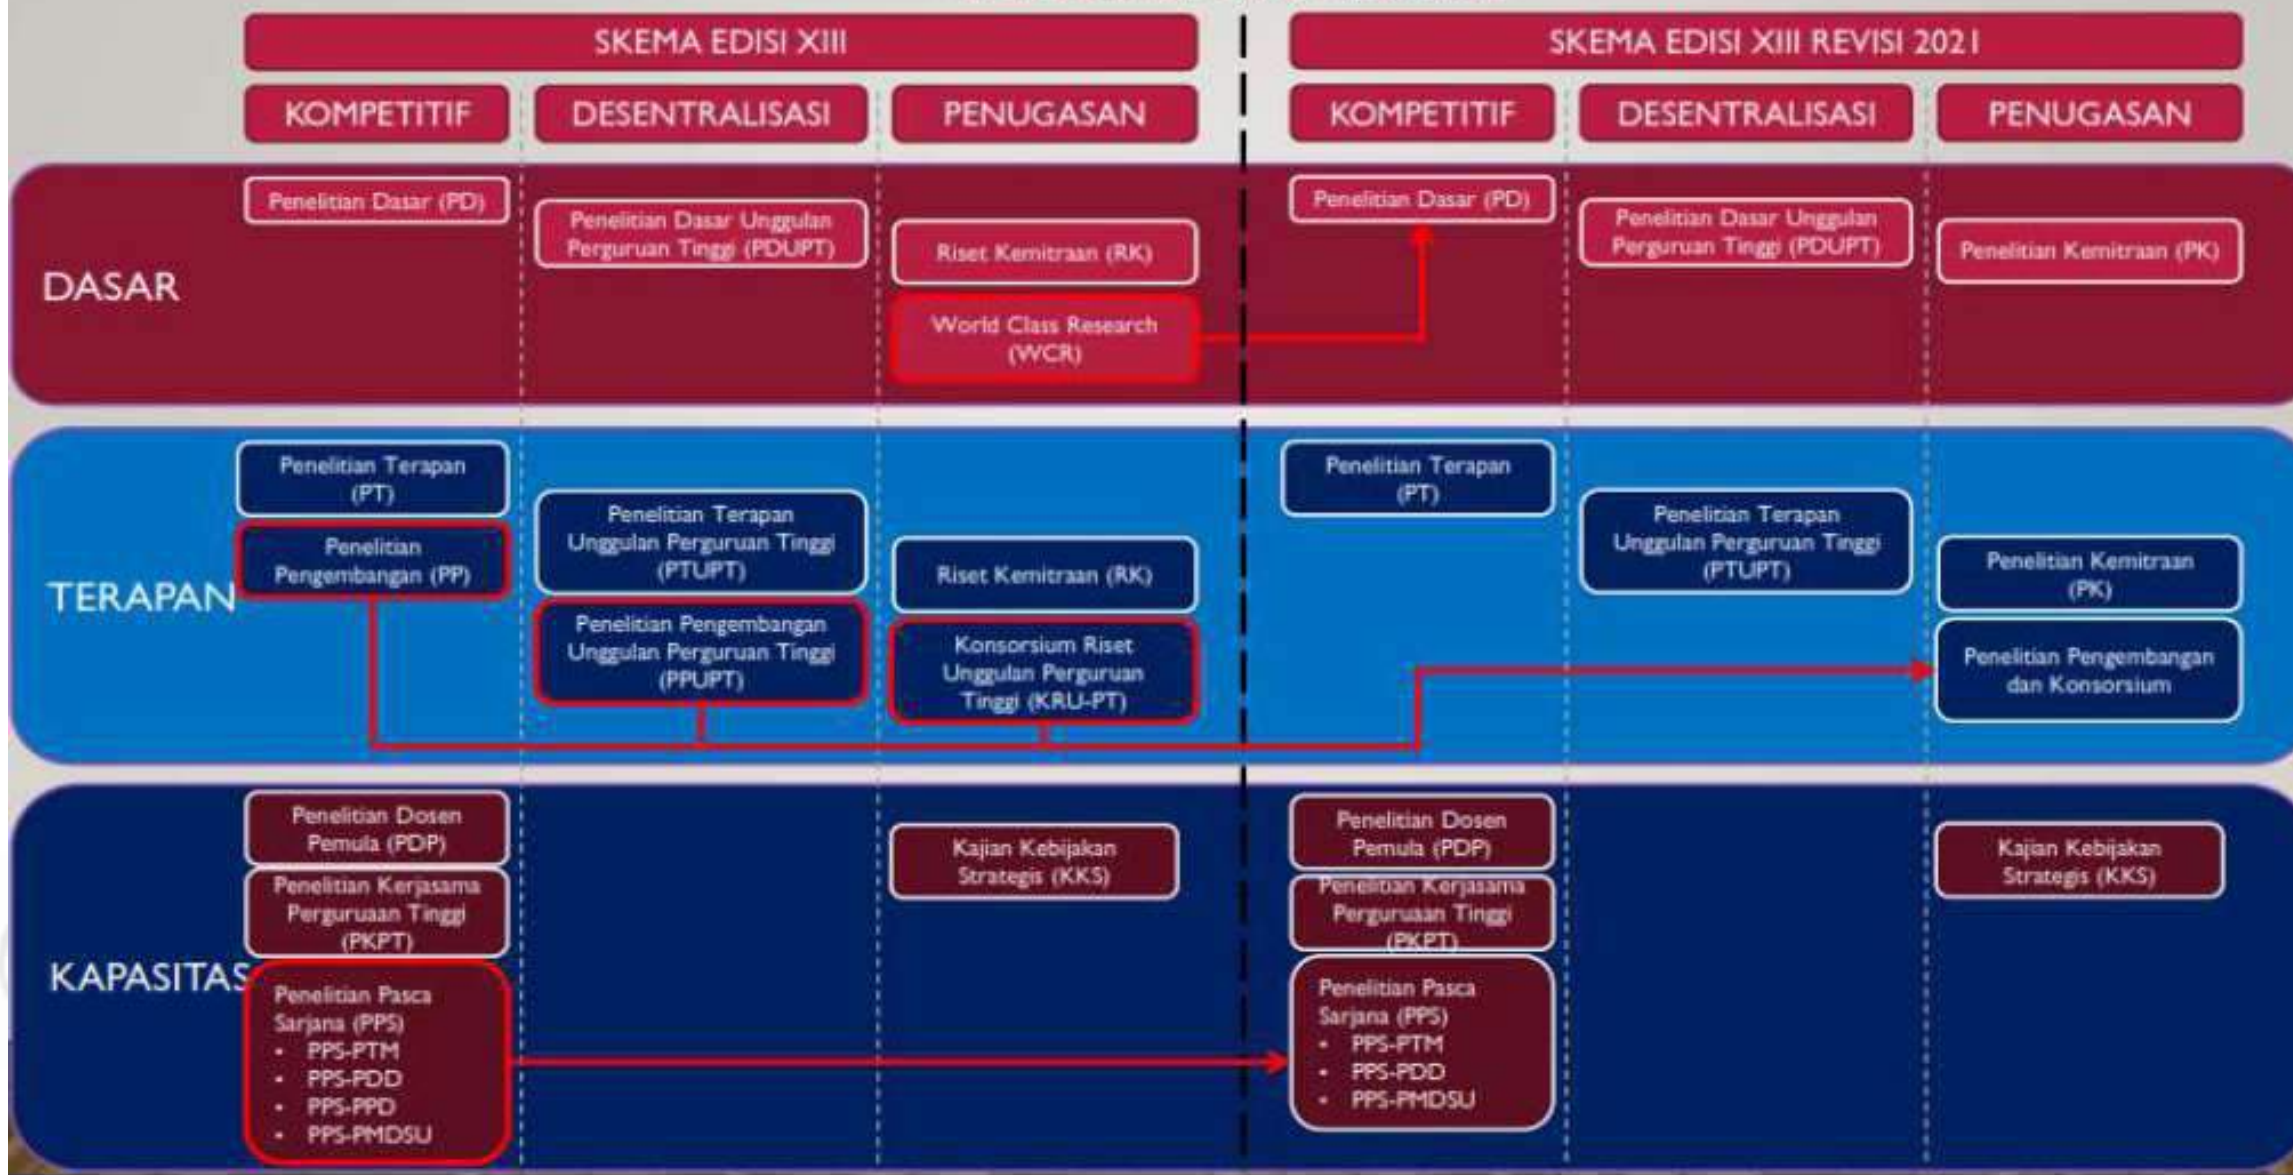 SKEMA EDISI XIII
SKEMA EDISI XIII REVISI 2021
KOMPETITIF
DESENTRALISASI
PENUGASAN
KOMPETITIF
DESENTRALISASI
PENUGASAN
DASAR
Penelitian Dasar (PD)
Penelitian Dasar Unggulan
Perguruan Tinggi (PDUPT)
Riset Kemitraan (RK)
World Class Research
(WCR)
Penelitian Dasar (PD)
Penelitian Dasar Unggulan
Perguruan Tinggi (PDUPT)
Penelitian Kemitraan (PK)
TERAPAN
Penelitian Terapan
(PT)
Penelitian
Pengembangan (PP)
Penelitian Terapan
Unggulan Perguruan Tinggi
(PTUPT)
Penelitian Pengembangan
Unggulan Perguruan Tinggi
(PPUPT)
Riset Kemitraan (RK)
Konsorsium Riset
Unggulan Perguruan
Tinggi (KRU-PT)
Penelitian Terapan
(PT)
Penelitian Terapan
Unggulan Perguruan Tinggi
(PTUPT)
Penelitian Kemitraan
(PK)
Penelitian Pengembangan
dan Konsorsium
KAPASITAS
Penelitian Dosen
Pemula (PDP)
Penelitian Kerjasama
Perguruaan Tinggi
(PKPT)
Penelitian Pasca
Sarjana (PPS)
• PPS-PTM
• PPS-PDD
• PPS-PPD
• PPS-PMDSU
Kajian Kebijakan
Strategis (KKS)
Penelitian Dosen
Pemula (PDP)
Penelitian Kerjasama
Perguruaan Tinggi
(PKPT)
Penelitian Pasca
Sarjana (PPS)
• PPS-PTM
• PPS-PDD
• PPS-PMDSU
Kajian Kebijakan
Strategis (KKS)